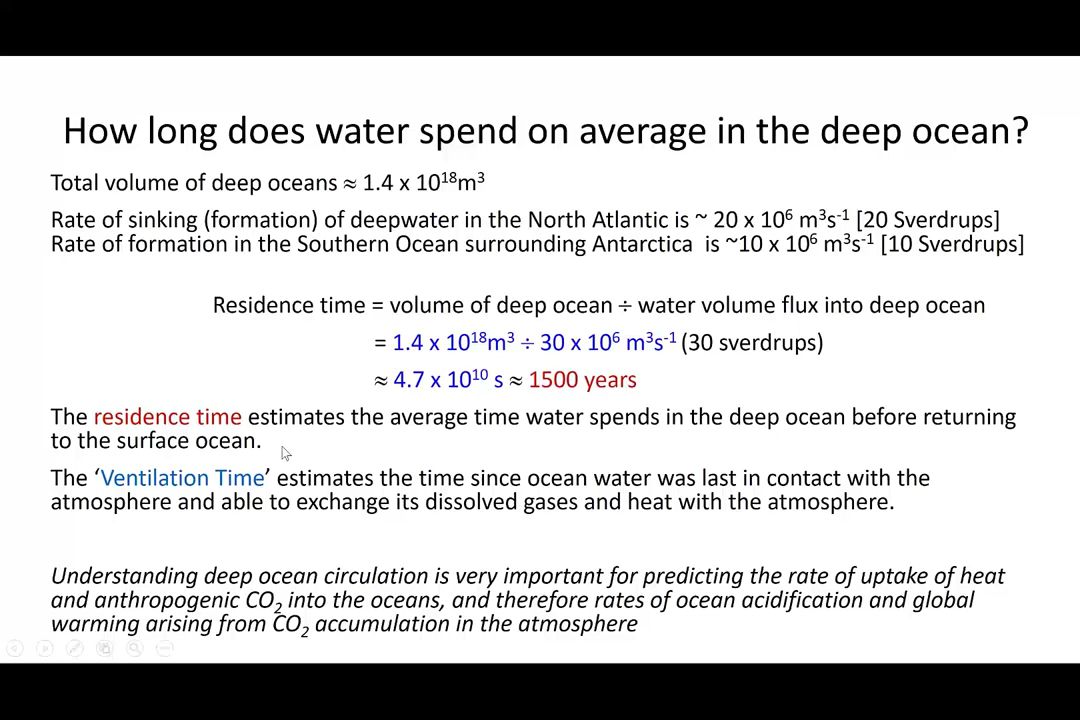 How long does water spend on average in the deep ocean?
Total volume of deep oceans ≈ 1.4 x 10¹⁸m³
Rate of sinking (formation) of deepwater in the North Atlantic is ~ 20 x 10⁶ m³s⁻¹ [20 Sverdrups]
Rate of formation in the Southern Ocean surrounding Antarctica is ~10 x 10⁶ m³s⁻¹ [10 Sverdrups]
Residence time = volume of deep ocean ÷ water volume flux into deep ocean
= 1.4 x 10¹⁸m³ ÷ 30 x 10⁶ m³s⁻¹ (30 sverdrups)
≈ 4.7 x 10¹⁰ s ≈ 1500 years
The residence time estimates the average time water spends in the deep ocean before returning
to the surface ocean.
The ‘Ventilation Time’ estimates the time since ocean water was last in contact with the
atmosphere and able to exchange its dissolved gases and heat with the atmosphere.
Understanding deep ocean circulation is very important for predicting the rate of uptake of heat
and anthropogenic CO₂ into the oceans, and therefore rates of ocean acidification and global
warming arising from CO₂ accumulation in the atmosphere